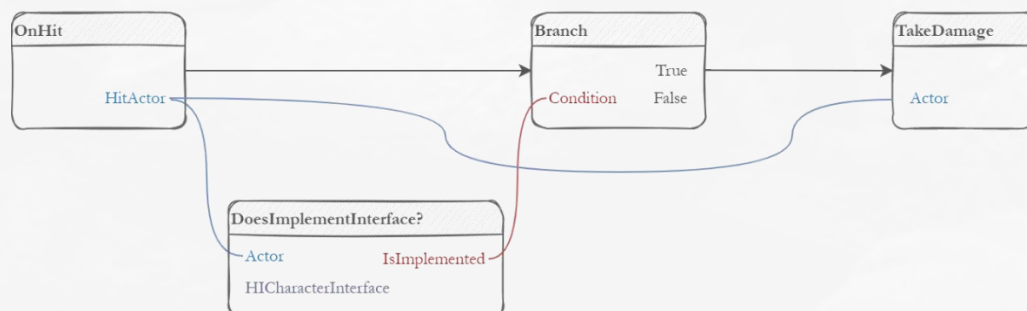 OnHit
HitActor
Branch
True
Condition
False
TakeDamage
Actor
DoesImplementInterface?
Actor
IsImplemented
HICharacterInterface